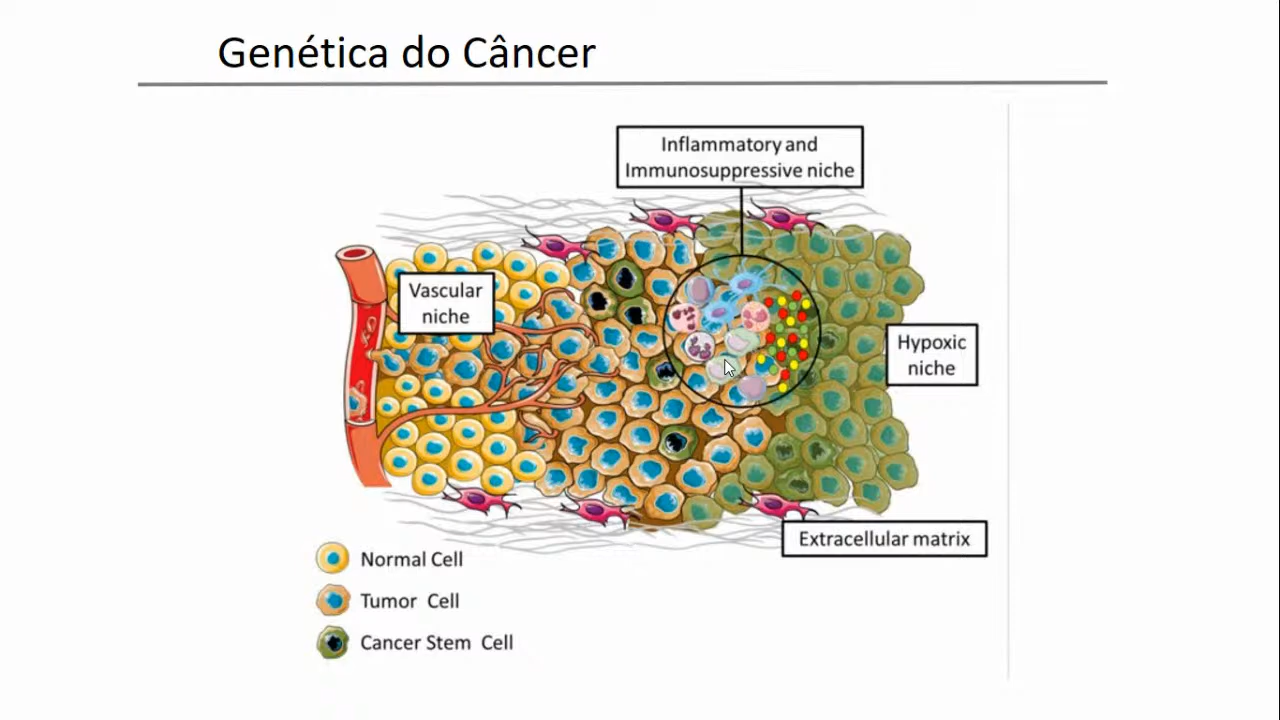 Genética do Câncer
Inflammatory and
Immunosuppressive niche
Vascular
niche
Hypoxic
niche
Extracellular matrix
Normal Cell
Tumor Cell
Cancer Stem Cell